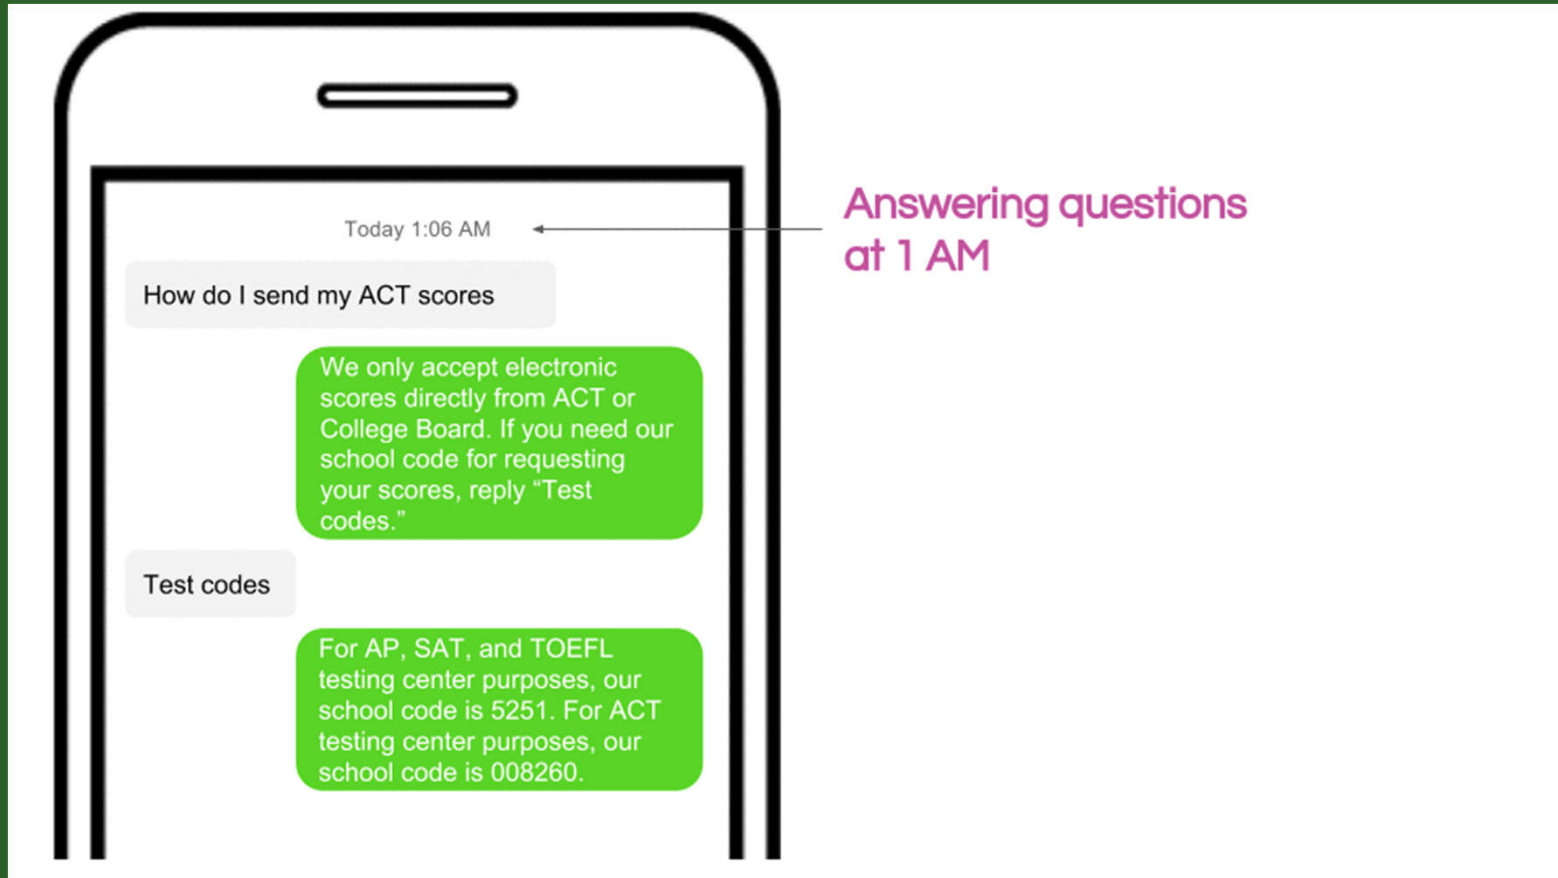 Today 1:06 AM
Answering questions
at 1 AM
How do I send my ACT scores
We only accept electronic
scores directly from ACT or
College Board. If you need our
school code for requesting
your scores, reply “Test
codes.”
Test codes
For AP, SAT, and TOEFL
testing center purposes, our
school code is 5251. For ACT
testing center purposes, our
school code is 008260.